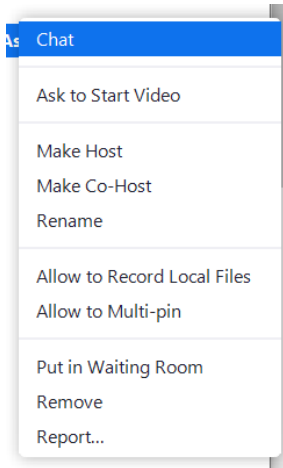 As
Chat
Ask to Start Video
Make Host
Make Co-Host
Rename
Allow to Record Local Files
Allow to Multi-pin
Put in Waiting Room
Remove
Report...